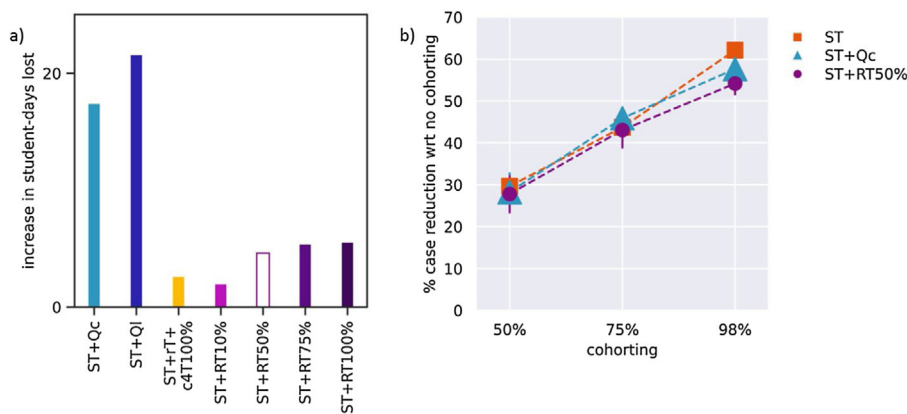 a)
increase in student-days lost
20
0
ST+Qc
ST+Ql
ST+rT+
c4T100%
ST+RT10%
ST+RT50%
ST+RT75%
ST+RT100%
b)
% case reduction wrt no cohorting
70
60
50
40
30
20
10
0
50%
75%
98%
cohorting
ST
ST+Qc
ST+RT50%